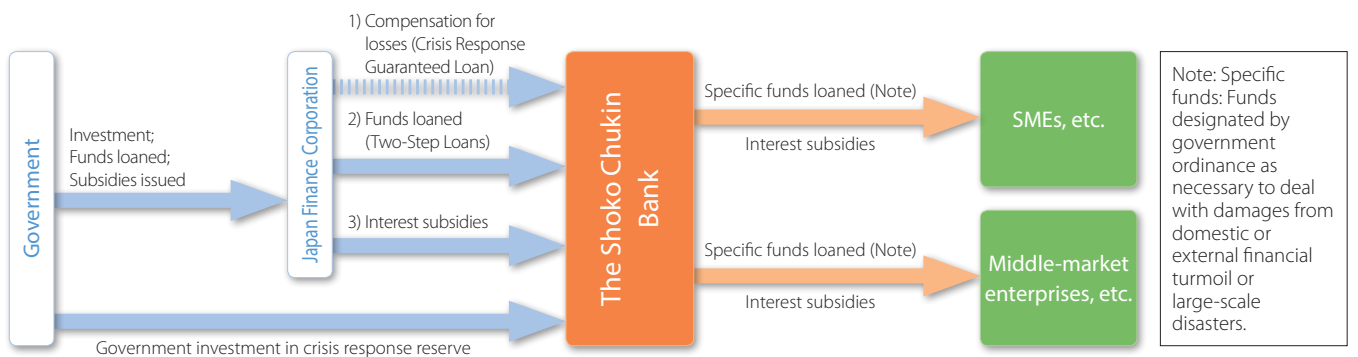 Government
Investment;
Funds loaned;
Subsidies issued
Japan Finance Corporation
1) Compensation for
losses (Crisis Response
Guaranteed Loan)
2) Funds loaned
(Two-Step Loans)
3) Interest subsidies
Government investment in crisis response reserve
The Shoko Chukin
Bank
Specific funds loaned (Note)
Interest subsidies
SMEs, etc.
Specific funds loaned (Note)
Interest subsidies
Middle-market
enterprises, etc.
Note: Specific
funds: Funds
designated by
government
ordinance as
necessary to deal
with damages from
domestic or
external financial
turmoil or
large-scale
disasters.